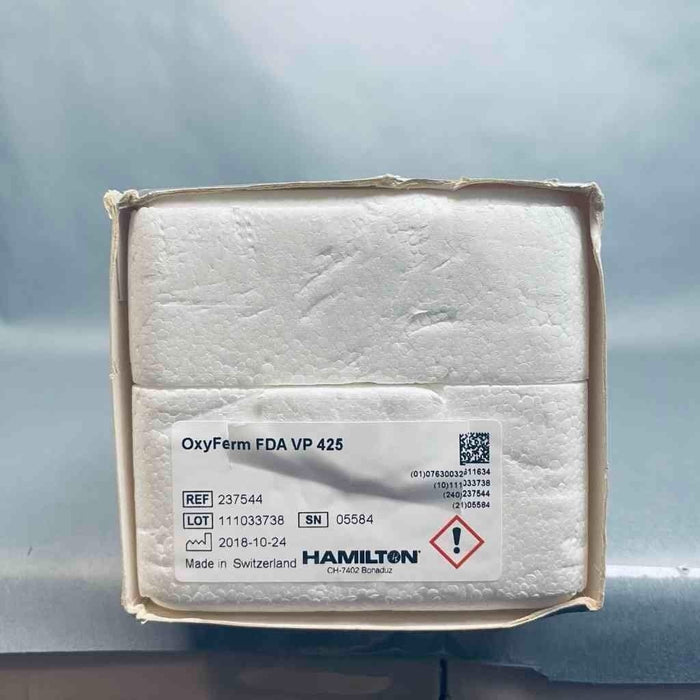 OxyFerm FDA VP 425
(01)07630032911634
(10)111033738
(240)237544
(21)05584
REF 237544
LOT 111033738 SN 05584
2018-10-24
Made in Switzerland HAMILTON
CH-7402 Bonaduz